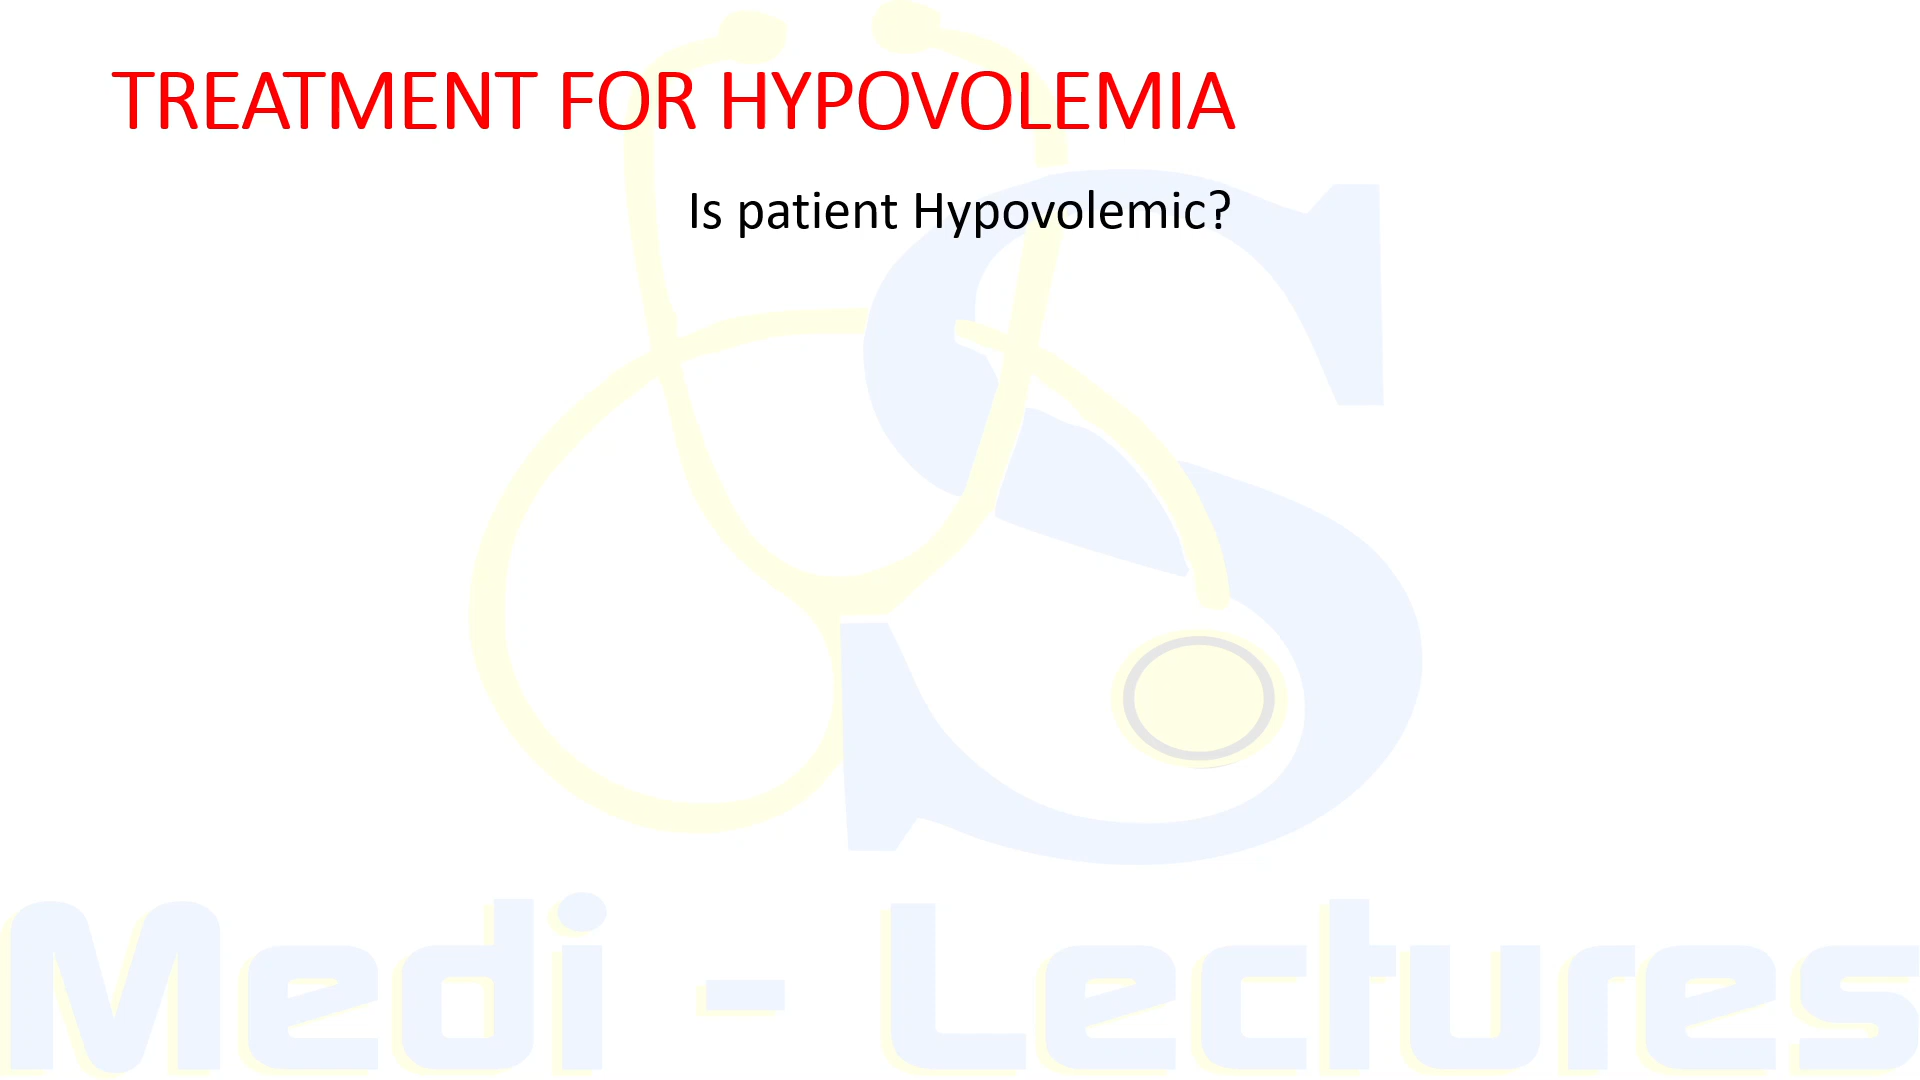 TREATMENT FOR HYPOVOLEMIA
Is patient Hypovolemic?
S
Medi - Lectures